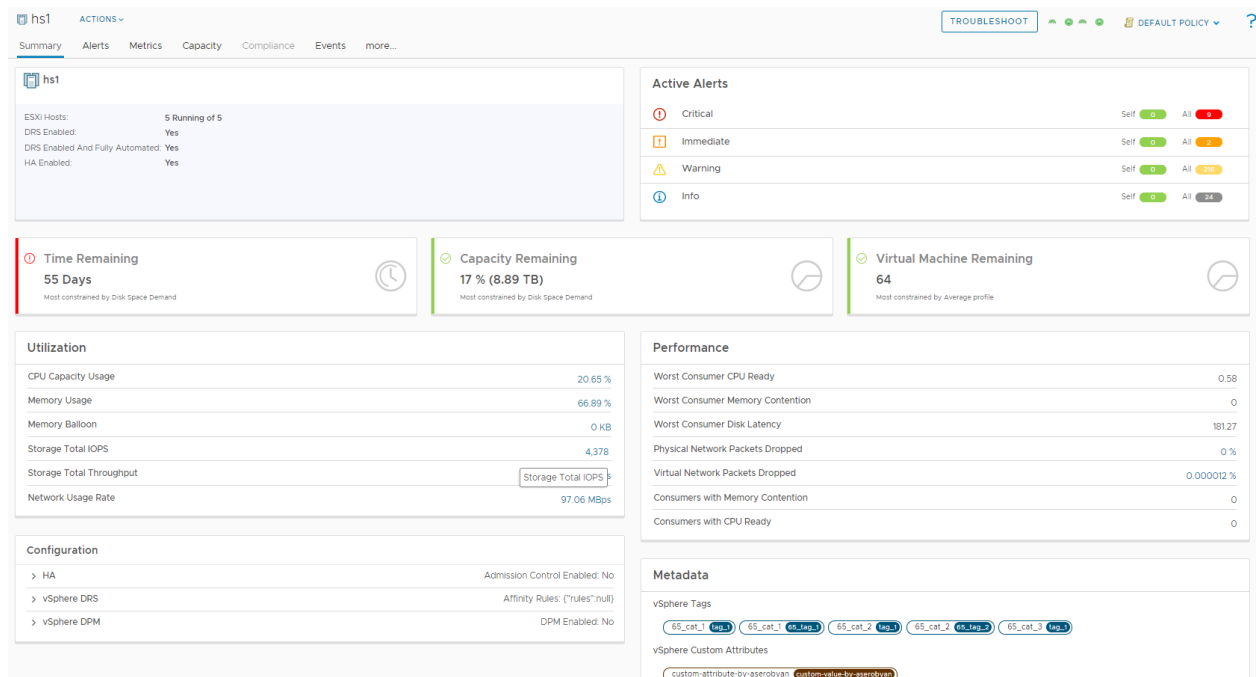 hs1 ACTIONS TROUBLESHOOT DEFAULT POLICY ?
Summary Alerts Metrics Capacity Compliance Events more...
hs1
ESXi Hosts: 5 Running of 5
DRS Enabled: Yes
DRS Enabled And Fully Automated: Yes
HA Enabled: Yes
Active Alerts
Critical Self 0 All 9
Immediate Self 0 All 2
Warning Self 0 All
Info Self 0 All 24
Time Remaining
55 Days
Most constrained by Disk Space Demand
Capacity Remaining
17 % (8.89 TB)
Most constrained by Disk Space Demand
Virtual Machine Remaining
64
Most constrained by Average profile
Utilization
CPU Capacity Usage 20.65 %
Memory Usage 66.89 %
Memory Balloon 0 KB
Storage Total IOPS 4,378
Storage Total Throughput
Storage Total IOPS
Network Usage Rate 97.06 MBps
Performance
Worst Consumer CPU Ready 0.58
Worst Consumer Memory Contention 0
Worst Consumer Disk Latency 181.27
Physical Network Packets Dropped 0 %
Virtual Network Packets Dropped 0.000012 %
Consumers with Memory Contention 0
Consumers with CPU Ready 0
Configuration
HA Admission Control Enabled: No
vSphere DRS Affinity Rules: {"rules":null}
vSphere DPM DPM Enabled: No
Metadata
vSphere Tags
65_cat_1 tag_1 65_cat_1 65_tag_1 65_cat_2 tag_1 65_cat_2 65_tag_2 65_cat_3 tag_1
vSphere Custom Attributes
custom-attribute-by-aserobyan custom-value-by-aserobyan